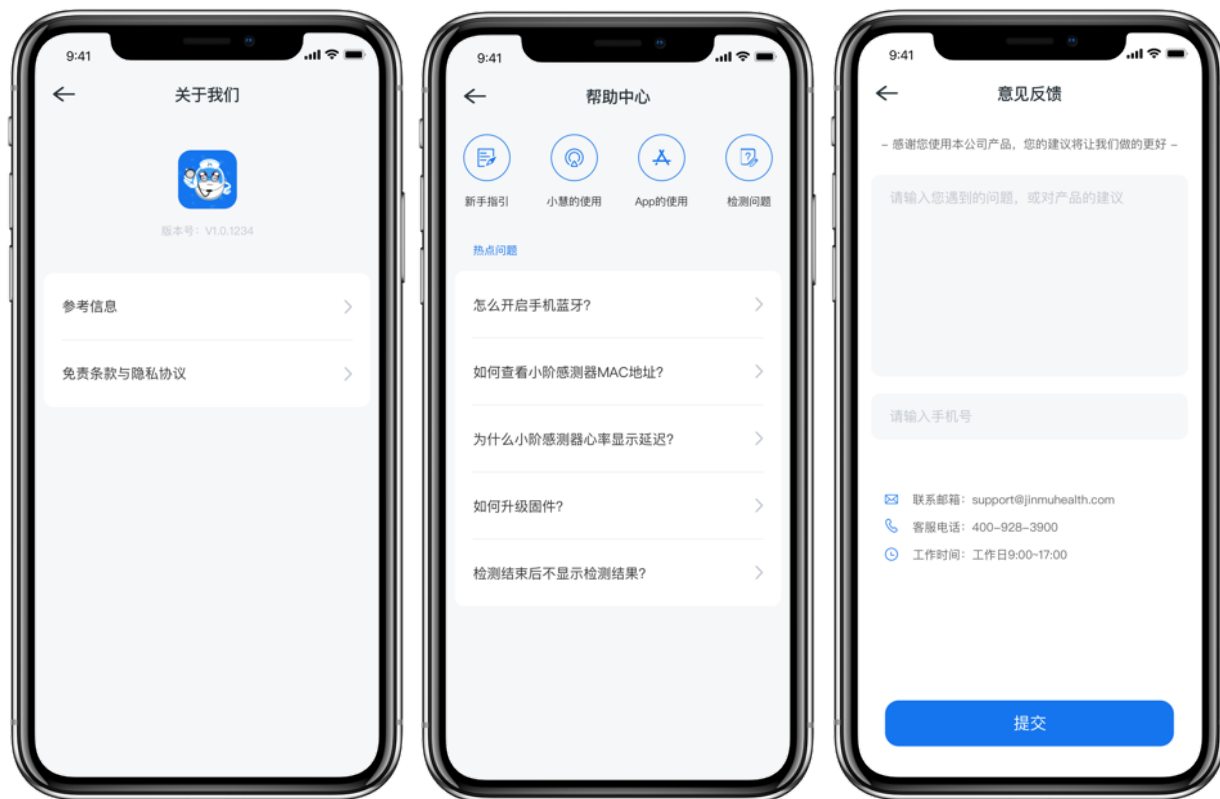 9:41
关于我们
版本号：V1.0.1234
参考信息
免责条款与隐私协议
9:41
帮助中心
新手指引
小慧的使用
App的使用
检测问题
热点问题
怎么开启手机蓝牙?
如何查看小阶感测器MAC地址?
为什么小阶感测器心率显示延迟?
如何升级固件?
检测结束后不显示检测结果?
9:41
意见反馈
– 感谢您使用本公司产品，您的建议将让我们做的更好 –
请输入您遇到的问题，或对产品的建议
请输入手机号
联系邮箱：support@jinmuhealth.com
客服电话：400-928-3900
工作时间：工作日9:00~17:00
提交